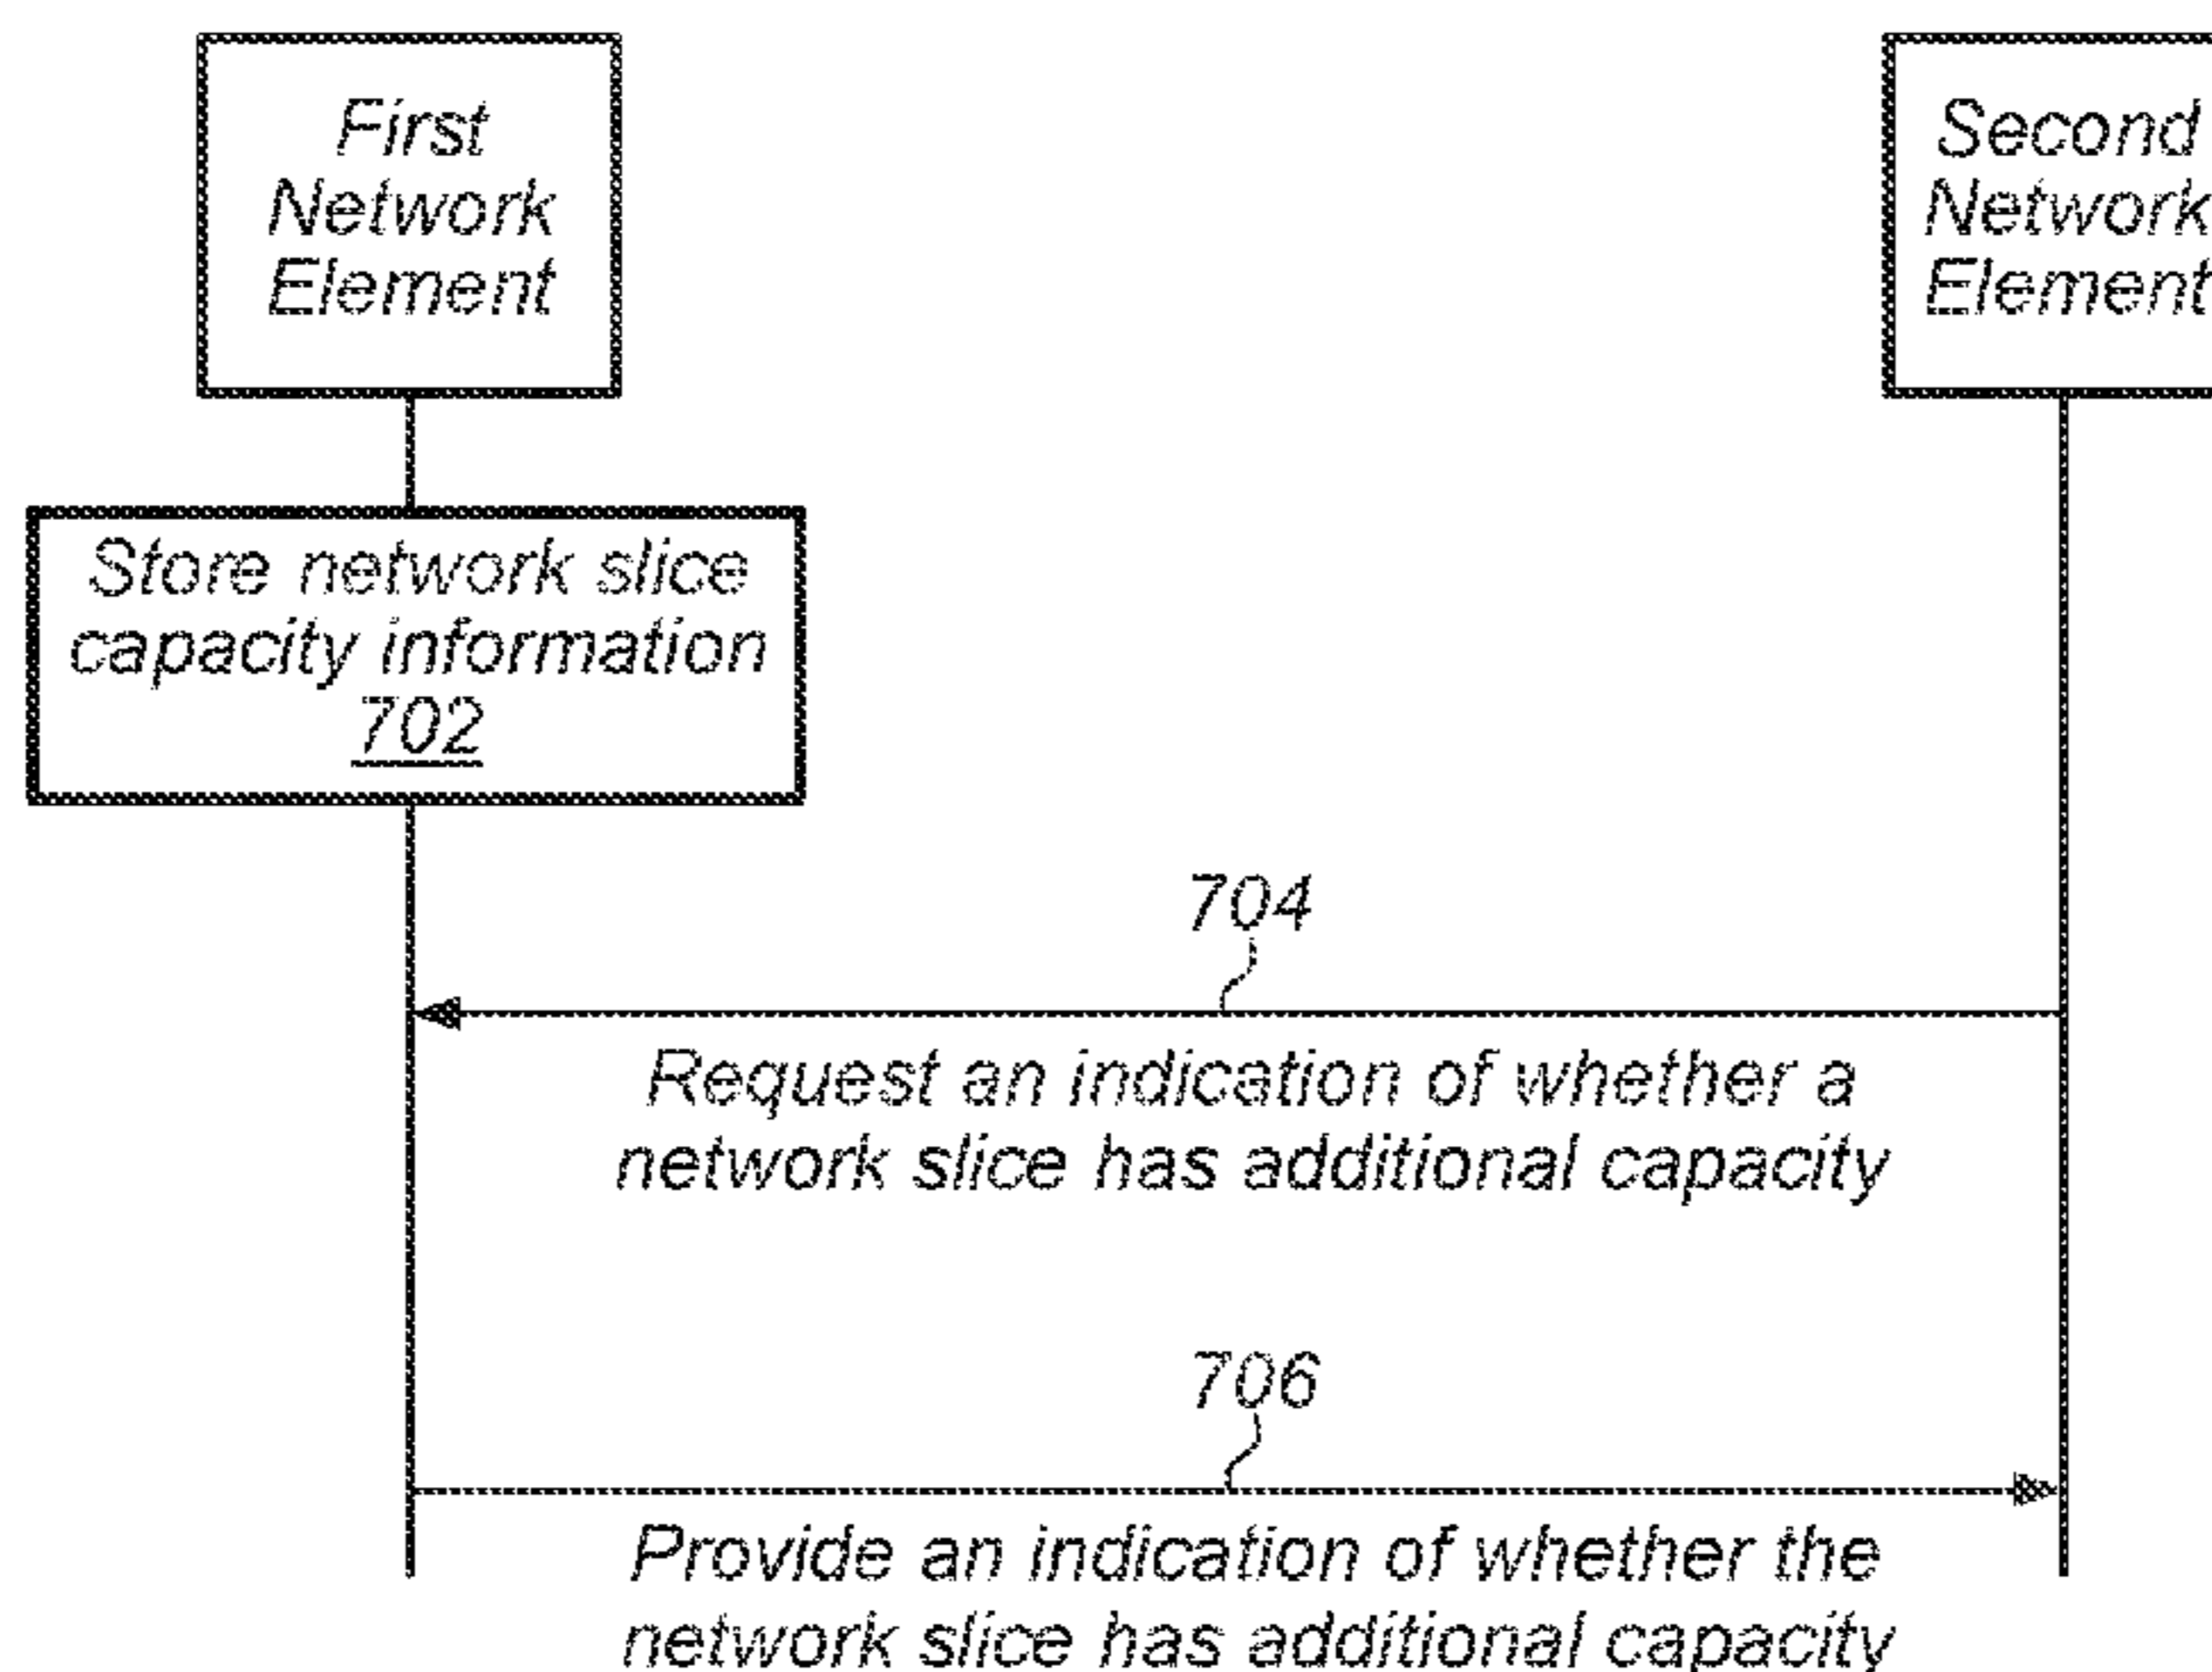 First
Network
Element
Second
Network
Element
Store network slice
capacity information
702
704
Request an indication of whether a
network slice has additional capacity
706
Provide an indication of whether the
network slice has additional capacity